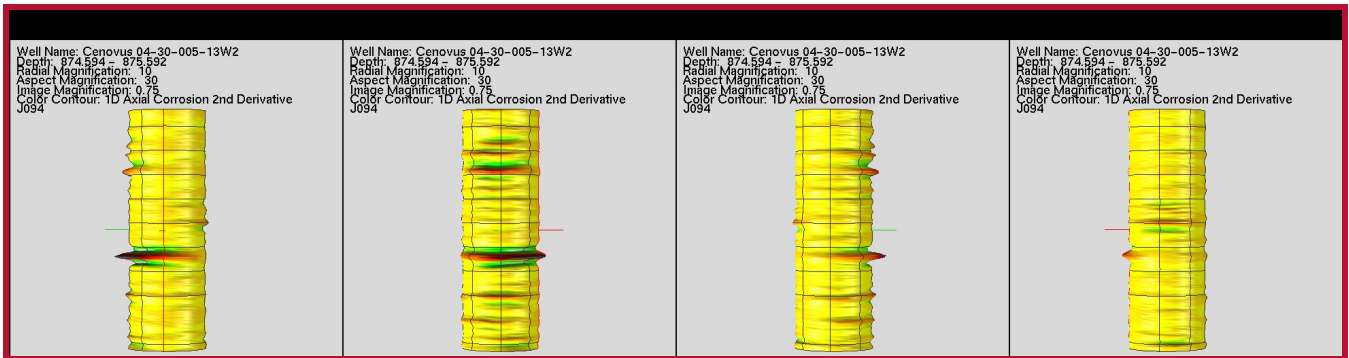 Well Name: Cenovus 04-30-005-13W2
Depth: 874.594 - 875.592
Radial Magnification: 10
Aspect Magnification: 30
Image Magnification: 0.75
Color Contour: 1D Axial Corrosion 2nd Derivative
J094
Well Name: Cenovus 04-30-005-13W2
Depth: 874.594 - 875.592
Radial Magnification: 10
Aspect Magnification: 30
Image Magnification: 0.75
Color Contour: 1D Axial Corrosion 2nd Derivative
J094
Well Name: Cenovus 04-30-005-13W2
Depth: 874.594 - 875.592
Radial Magnification: 10
Aspect Magnification: 30
Image Magnification: 0.75
Color Contour: 1D Axial Corrosion 2nd Derivative
J094
Well Name: Cenovus 04-30-005-13W2
Depth: 874.594 - 875.592
Radial Magnification: 10
Aspect Magnification: 30
Image Magnification: 0.75
Color Contour: 1D Axial Corrosion 2nd Derivative
J094